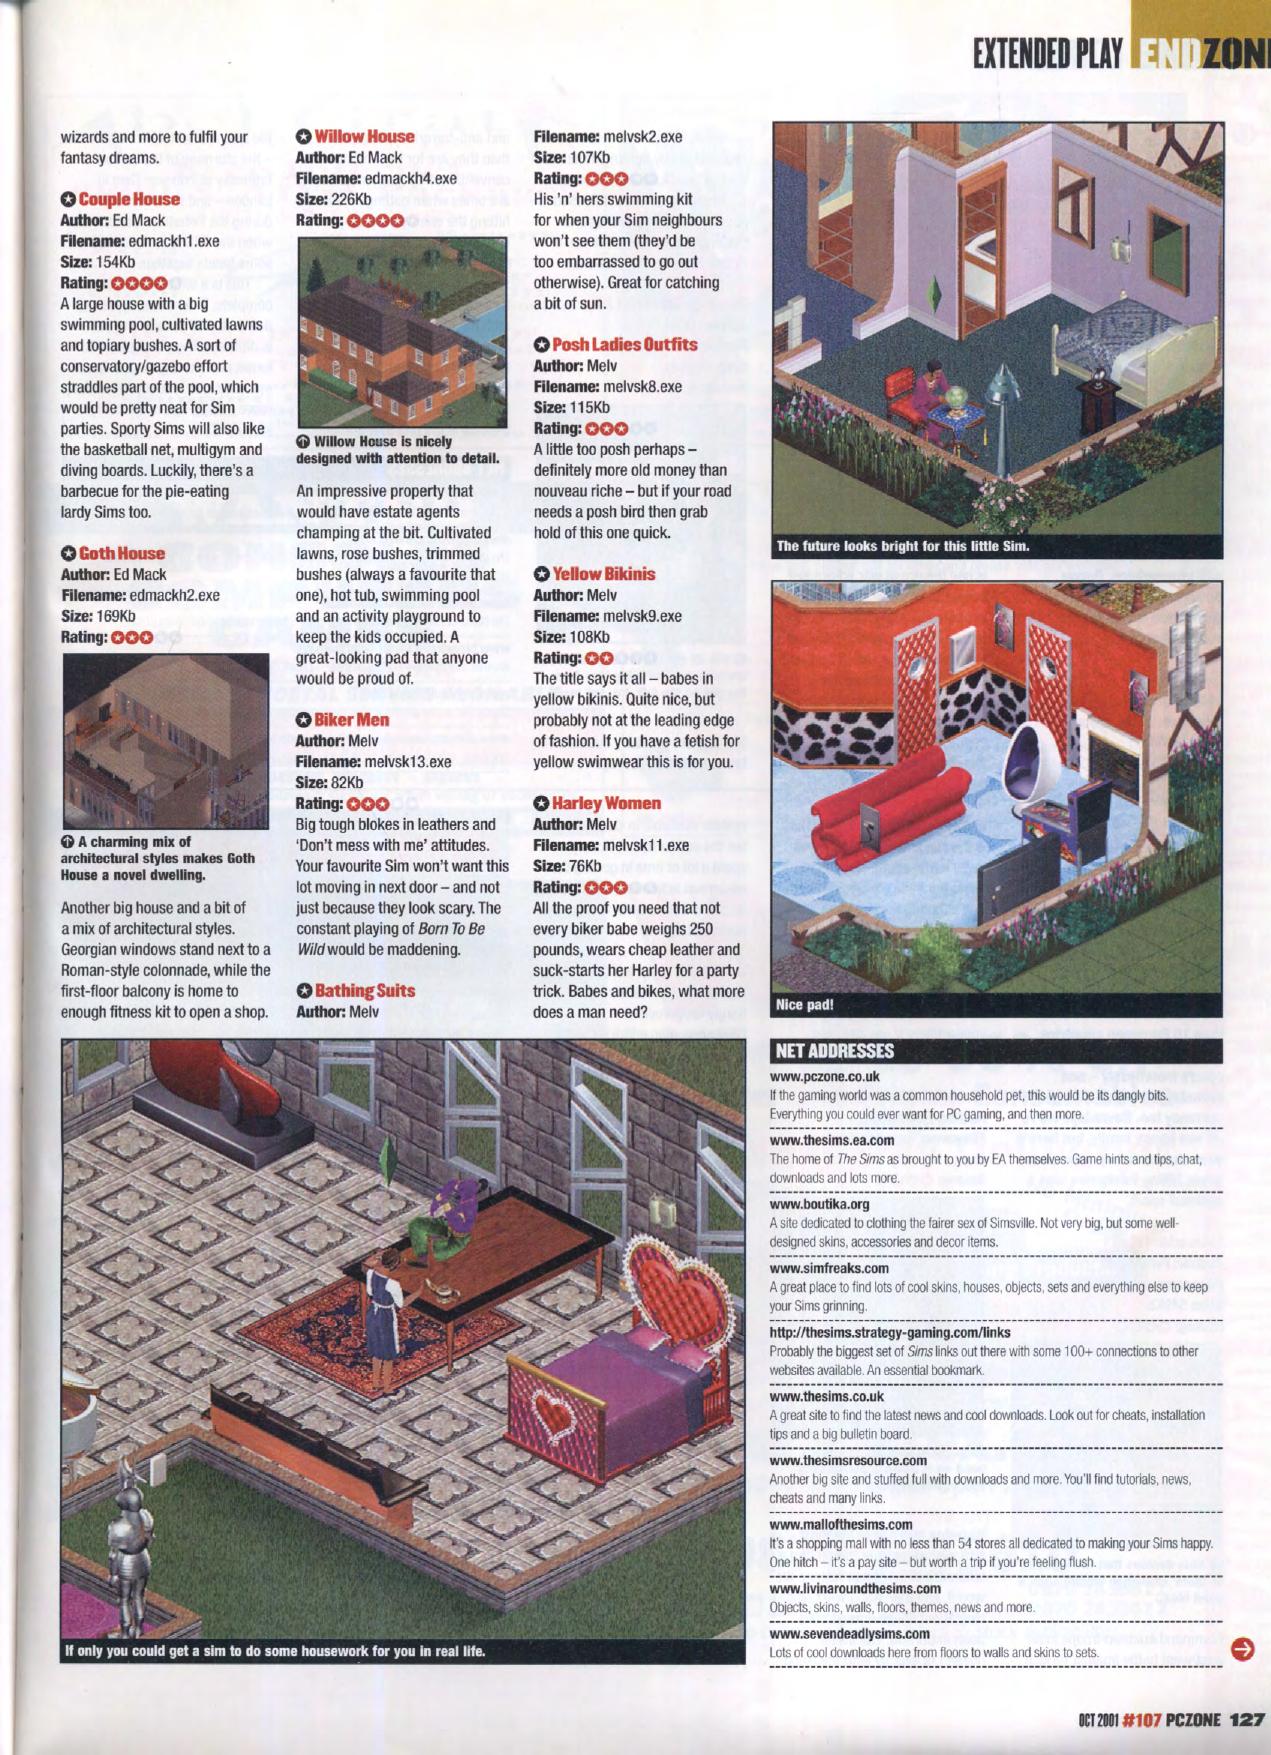 EXTENDED PLAY ENDZON
wizards and more to fulfil your
fantasy dreams.
Couple House
Author: Ed Mack
Filename: edmackh1.exe
Size: 154Kb
Rating:
A large house with a big
swimming pool, cultivated lawns
and topiary bushes. A sort of
conservatory/gazebo effort
straddles part of the pool, which
would be pretty neat for Sim
parties. Sporty Sims will also like
the basketball net, multigym and
diving boards. Luckily, there's a
barbecue for the pie-eating
lardy Sims too.
Goth House
Author: Ed Mack
Filename: edmackh2.exe
Size: 169Kb
Rating:
A charming mix of
architectural styles makes Goth
House a novel dwelling.
Another big house and a bit of
a mix of architectural styles.
Georgian windows stand next to a
Roman-style colonnade, while the
first-floor balcony is home to
enough fitness kit to open a shop.
Willow House
Author: Ed Mack
Filename: edmackh4.exe
Size: 226Kb
Rating:
Willow House is nicely
designed with attention to detail.
An impressive property that
would have estate agents
champing at the bit. Cultivated
lawns, rose bushes, trimmed
bushes (always a favourite that
one), hot tub, swimming pool
and an activity playground to
keep the kids occupied. A
great-looking pad that anyone
would be proud of.
Biker Men
Author: Melv
Filename: melvsk13.exe
Size: 82Kb
Rating:
Big tough blokes in leathers and
'Don't mess with me' attitudes.
Your favourite Sim won't want this
lot moving in next door – and not
just because they look scary. The
constant playing of Born To Be
Wild would be maddening.
Bathing Suits
Author: Melv
Filename: melvsk2.exe
Size: 107Kb
Rating:
His 'n' hers swimming kit
for when your Sim neighbours
won't see them (they'd be
too embarrassed to go out
otherwise). Great for catching
a bit of sun.
Posh Ladies Outfits
Author: Melv
Filename: melvsk8.exe
Size: 115Kb
Rating:
A little too posh perhaps –
definitely more old money than
nouveau riche – but if your road
needs a posh bird then grab
hold of this one quick.
Yellow Bikinis
Author: Melv
Filename: melvsk9.exe
Size: 108Kb
Rating:
The title says it all – babes in
yellow bikinis. Quite nice, but
probably not at the leading edge
of fashion. If you have a fetish for
yellow swimwear this is for you.
Harley Women
Author: Melv
Filename: melvsk11.exe
Size: 76Kb
Rating:
All the proof you need that not
every biker babe weighs 250
pounds, wears cheap leather and
suck-starts her Harley for a party
trick. Babes and bikes, what more
does a man need?
The future looks bright for this little Sim.
Nice pad!
If only you could get a sim to do some housework for you in real life.
NET ADDRESSES
www.pczone.co.uk
If the gaming world was a common household pet, this would be its dangly bits.
Everything you could ever want for PC gaming, and then more.
www.thesims.ea.com
The home of The Sims as brought to you by EA themselves. Game hints and tips, chat,
downloads and lots more.
www.boutika.org
A site dedicated to clothing the fairer sex of Simsville. Not very big, but some well-
designed skins, accessories and decor items.
www.simfreaks.com
A great place to find lots of cool skins, houses, objects, sets and everything else to keep
your Sims grinning.
http://thesims.strategy-gaming.com/links
Probably the biggest set of Sims links out there with some 100+ connections to other
websites available. An essential bookmark.
www.thesims.co.uk
A great site to find the latest news and cool downloads. Look out for cheats, installation
tips and a big bulletin board.
www.thesimsresource.com
Another big site and stuffed full with downloads and more. You'll find tutorials, news,
cheats and many links.
www.mallofthesims.com
It's a shopping mall with no less than 54 stores all dedicated to making your Sims happy.
One hitch – it's a pay site – but worth a trip if you're feeling flush.
www.livinaroundthesims.com
Objects, skins, walls, floors, themes, news and more.
www.sevendeadlysims.com
Lots of cool downloads here from floors to walls and skins to sets.
OCT 2001 #107 PCZONE 127